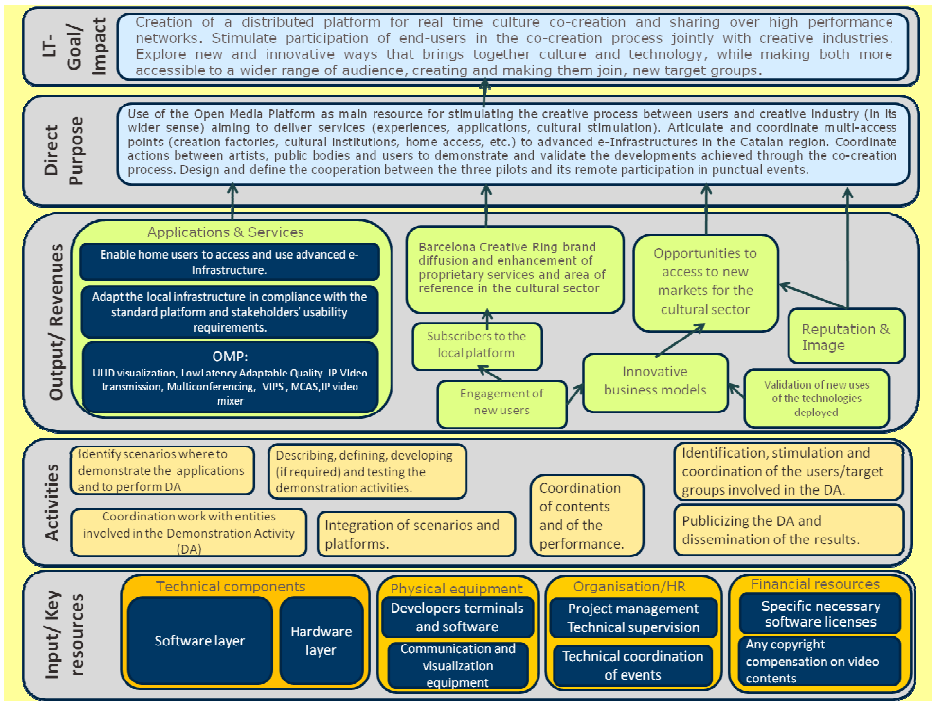 LT-
Goal/
Impact
Creation of a distributed platform for real time culture co-creation and sharing over high performance
networks. Stimulate participation of end-users in the co-creation process jointly with creative industries.
Explore new and innovative ways that brings together culture and technology, while making both more
accessible to a wider range of audience, creating and making them join, new target groups.
Direct
Purpose
Use of the Open Media Platform as main resource for stimulating the creative process between users and creative industry (in its
wider sense) aiming to deliver services (experiences, applications, cultural stimulation). Articulate and coordinate multi-access
points (creation factories, cultural institutions, home access, etc.) to advanced e-Infrastructures in the Catalan region. Coordinate
actions between artists, public bodies and users to demonstrate and validate the developments achieved through the co-creation
process. Design and define the cooperation between the three pilots and its remote participation in punctual events.
Output/ Revenues
Applications & Services
Enable home users to access and use advanced e-
Infrastructure.
Adapt the local infrastructure in compliance with the
standard platform and stakeholders' usability
requirements.
OMP:
UHD visualization, Low Latency Adaptable Quality IP Video
transmission, Multiconferencing, VIPS, MCAS,IP video
mixer
Barcelona Creative Ring brand
diffusion and enhancement of
proprietary services and area of
reference in the cultural sector
Subscribers to the
local platform
Engagement of
new users
Opportunities to
access to new
markets for the
cultural sector
Innovative
business models
Reputation &
Image
Validation of new uses
of the technologies
deployed
Activities
Identify scenarios where to
demonstrate the applications
and to perform DA
Describing, defining, developing
(if required) and testing the
demonstration activities.
Coordination work with entities
involved in the Demonstration Activity
(DA)
Integration of scenarios and
platforms.
Coordination
of contents
and of the
performance.
Identification, stimulation and
coordination of the users/target
groups involved in the DA.
Publicizing the DA and
dissemination of the results.
Input/ Key
resources
Technical components
Software layer
Hardware
layer
Physical equipment
Developers terminals
and software
Communication and
visualization
equipment
Organisation/HR
Project management
Technical supervision
Technical coordination
of events
Financial resources
Specific necessary
software licenses
Any copyright
compensation on video
contents